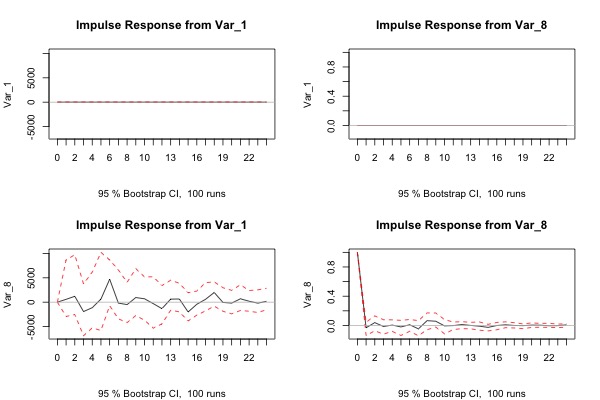 Impulse Response from Var_1
Var_1
5000
0
-5000
0 2 4 6 8 10 13 16 19 22
95 % Bootstrap CI,  100 runs
Impulse Response from Var_8
Var_1
0.8
0.4
0.0
0 2 4 6 8 10 13 16 19 22
95 % Bootstrap CI,  100 runs
Impulse Response from Var_1
Var_8
5000
0
-5000
0 2 4 6 8 10 13 16 19 22
95 % Bootstrap CI,  100 runs
Impulse Response from Var_8
Var_8
0.8
0.4
0.0
0 2 4 6 8 10 13 16 19 22
95 % Bootstrap CI,  100 runs